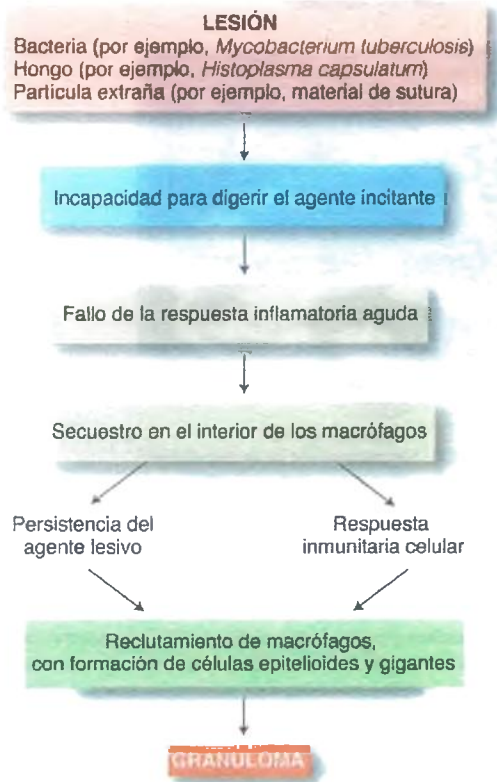 LESIÓN
Bacteria (por ejemplo, Mycobacterium tuberculosis)
Hongo (por ejemplo, Histoplasma capsulatum)
Partícula extraña (por ejemplo, material de sutura)
Incapacidad para digerir el agente incitante
Fallo de la respuesta inflamatoria aguda
Secuestro en el interior de los macrófagos
Persistencia del
agente lesivo
Respuesta
inmunitaria celular
Reclutamiento de macrófagos,
con formación de células epitelioides y gigantes
GRANULOMA